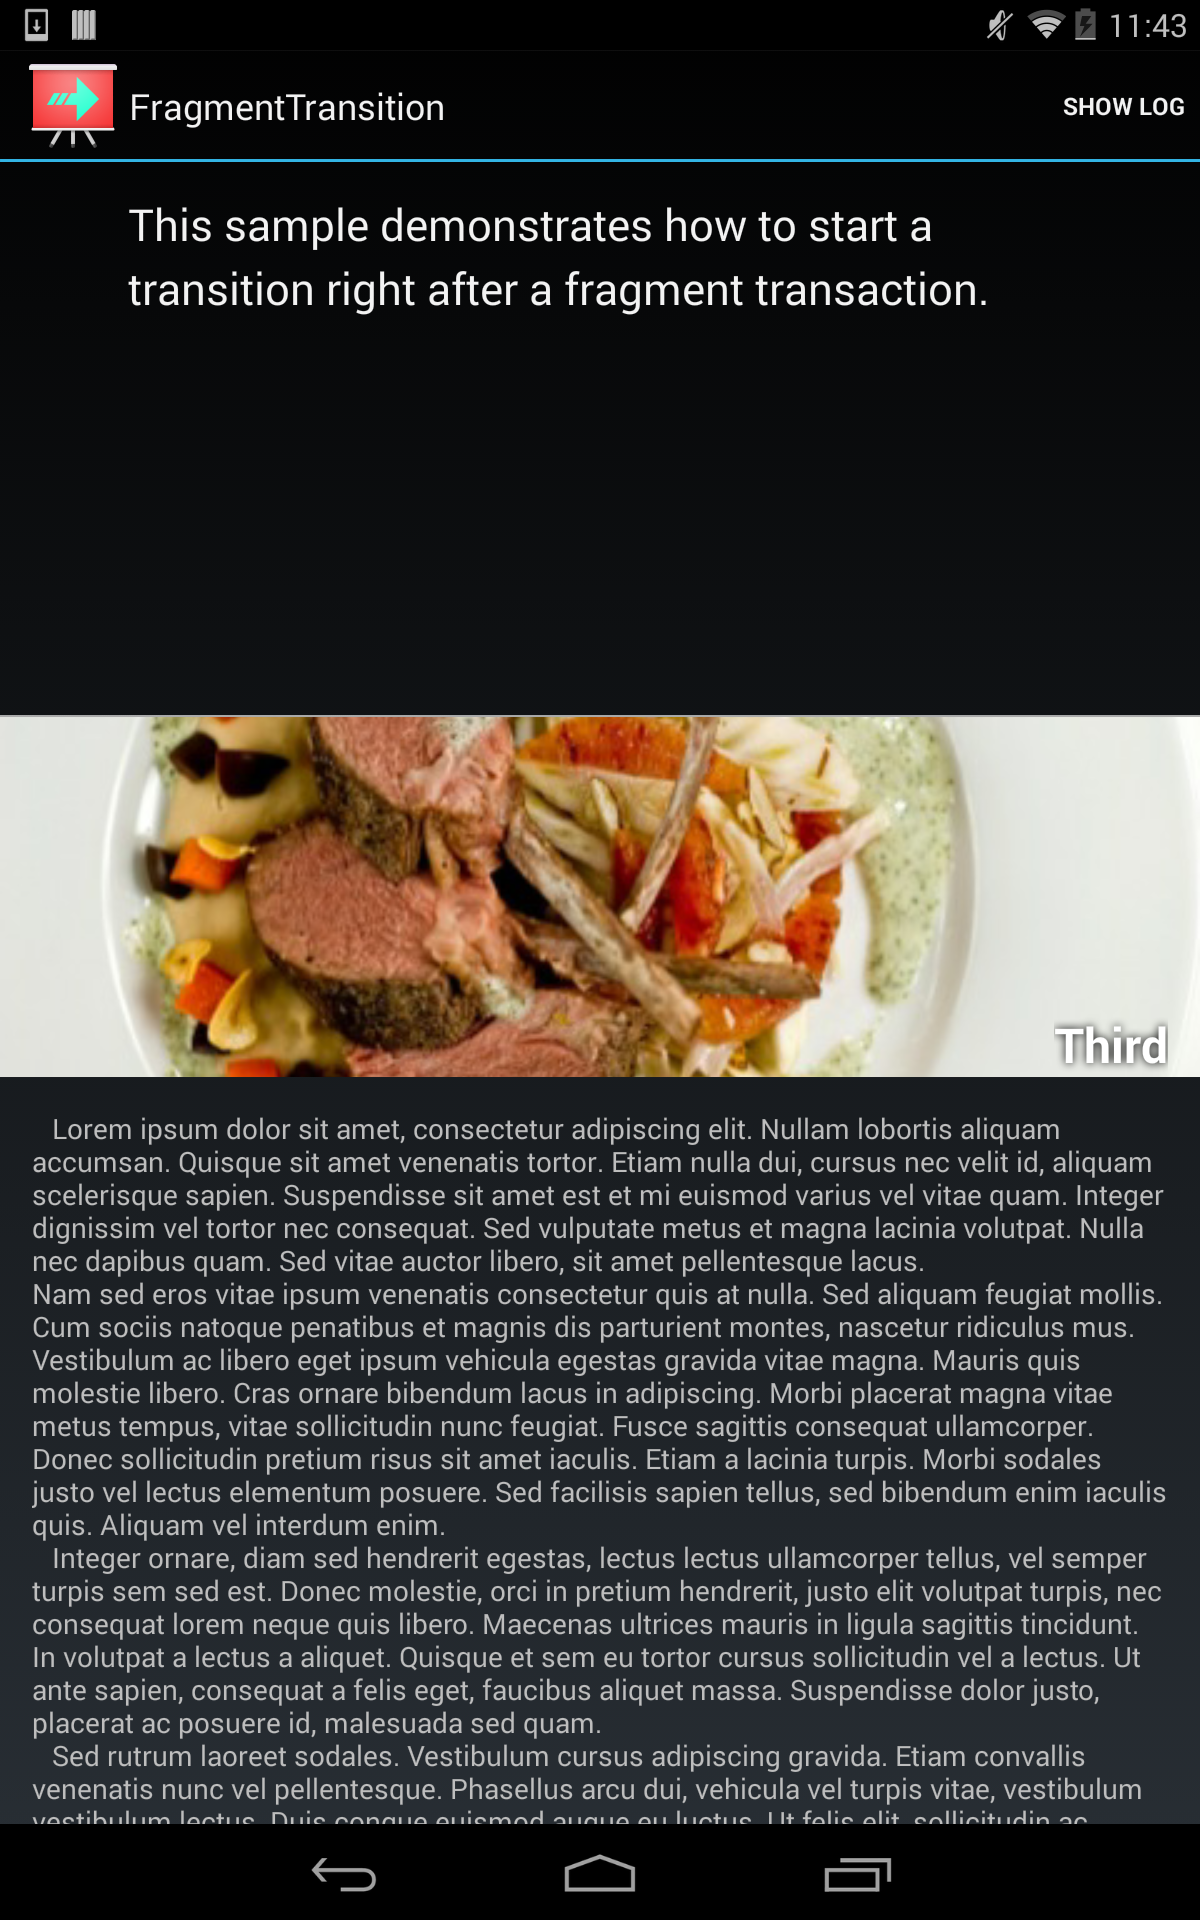 11:43
FragmentTransition
SHOW LOG
This sample demonstrates how to start a
transition right after a fragment transaction.
Third
Lorem ipsum dolor sit amet, consectetur adipiscing elit. Nullam lobortis aliquam
accumsan. Quisque sit amet venenatis tortor. Etiam nulla dui, cursus nec velit id, aliquam
scelerisque sapien. Suspendisse sit amet est et mi euismod varius vel vitae quam. Integer
dignissim vel tortor nec consequat. Sed vulputate metus et magna lacinia volutpat. Nulla
nec dapibus quam. Sed vitae auctor libero, sit amet pellentesque lacus.
Nam sed eros vitae ipsum venenatis consectetur quis at nulla. Sed aliquam feugiat mollis.
Cum sociis natoque penatibus et magnis dis parturient montes, nascetur ridiculus mus.
Vestibulum ac libero eget ipsum vehicula egestas gravida vitae magna. Mauris quis
molestie libero. Cras ornare bibendum lacus in adipiscing. Morbi placerat magna vitae
metus tempus, vitae sollicitudin nunc feugiat. Fusce sagittis consequat ullamcorper.
Donec sollicitudin pretium risus sit amet iaculis. Etiam a lacinia turpis. Morbi sodales
justo vel lectus elementum posuere. Sed facilisis sapien tellus, sed bibendum enim iaculis
quis. Aliquam vel interdum enim.
Integer ornare, diam sed hendrerit egestas, lectus lectus ullamcorper tellus, vel semper
turpis sem sed est. Donec molestie, orci in pretium hendrerit, justo elit volutpat turpis, nec
consequat lorem neque quis libero. Maecenas ultrices mauris in ligula sagittis tincidunt.
In volutpat a lectus a aliquet. Quisque et sem eu tortor cursus sollicitudin vel a lectus. Ut
ante sapien, consequat a felis eget, faucibus aliquet massa. Suspendisse dolor justo,
placerat ac posuere id, malesuada sed quam.
Sed rutrum laoreet sodales. Vestibulum cursus adipiscing gravida. Etiam convallis
venenatis nunc vel pellentesque. Phasellus arcu dui, vehicula vel turpis vitae, vestibulum
vestibulum lectus. Duis congue euismod augue eu luctus. Ut felis elit, sollicitudin ac